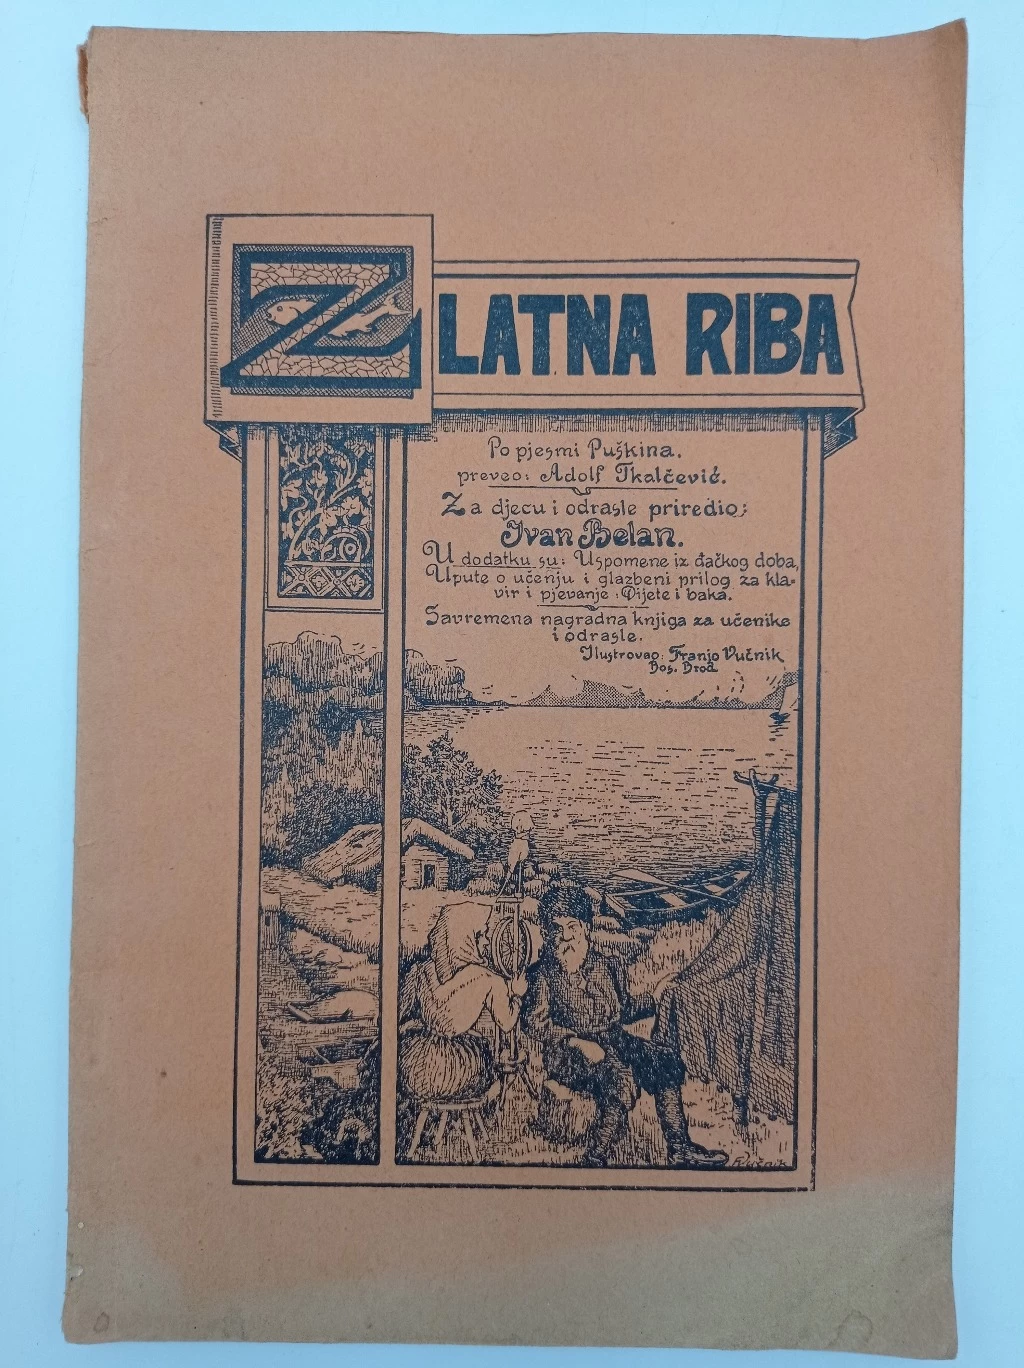 ZLATNA RIBA
Po pjesmi Puškina.
preveo: Adolf Tkalčević.
Za djecu i odrasle priredio:
Ivan Belan.
U dodatku su: Uspomene iz đačkog doba,
Upute o učenju i glazbeni prilog za kla-
vir i pjevanje: Dijete i baka.
Savremena nagradna knjiga za učenike
i odrasle.
Ilustrovao: Franjo Vučnik
Bos. Brod
F. Vučnik